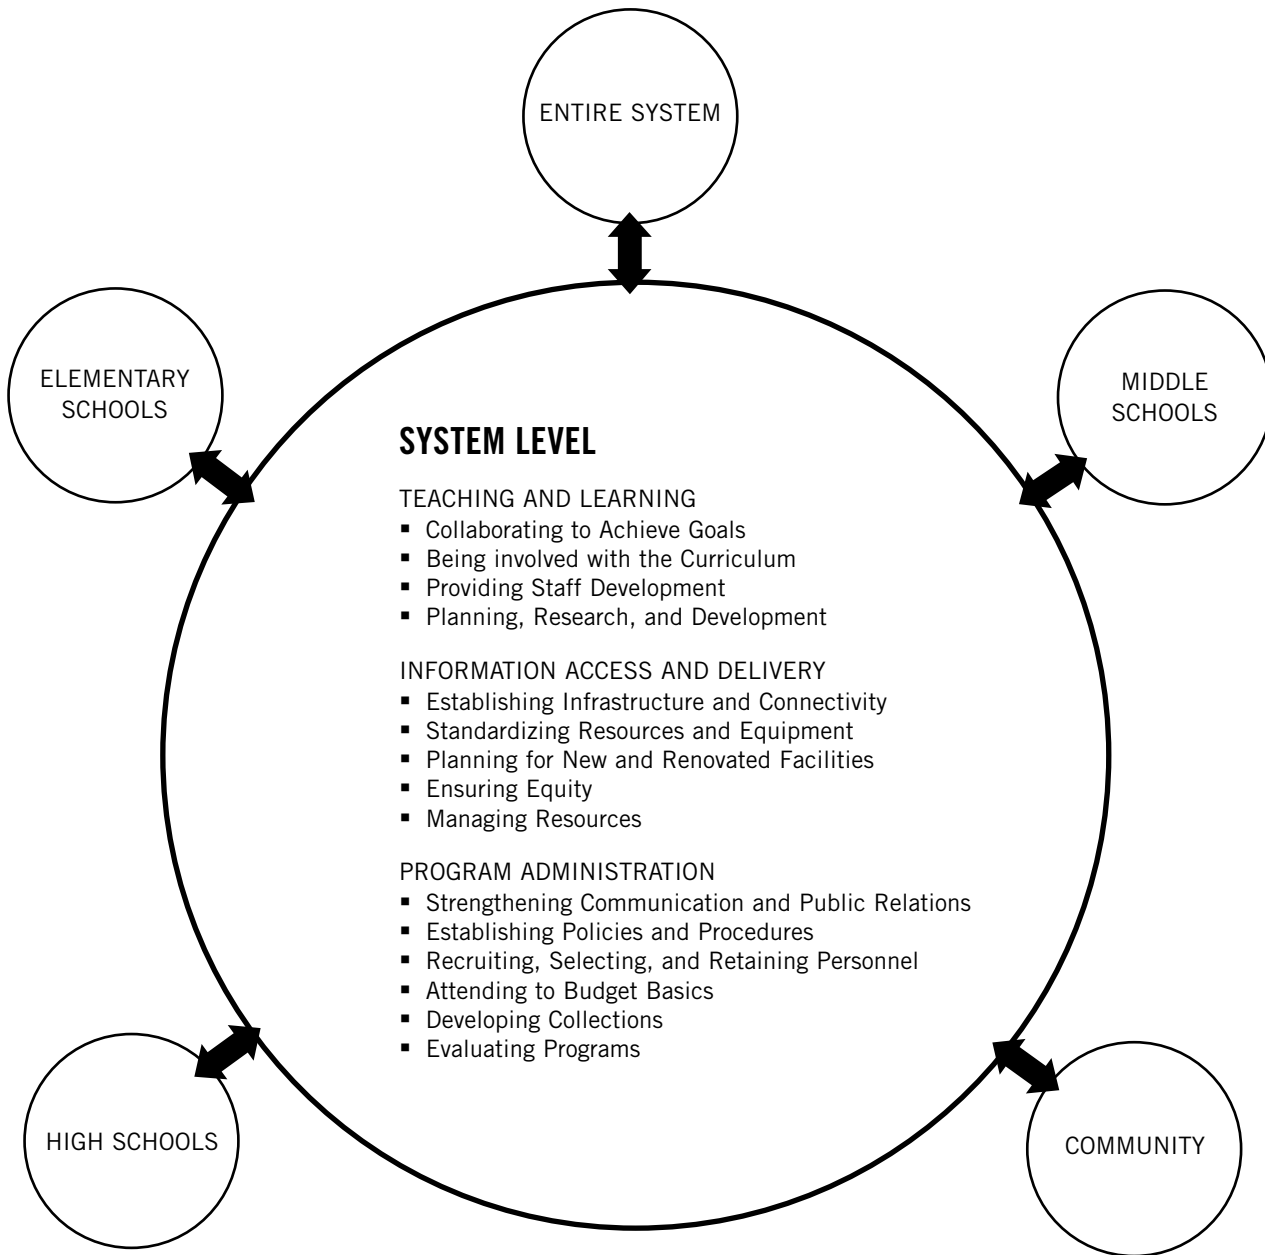 ENTIRE SYSTEM
ELEMENTARY
SCHOOLS
MIDDLE
SCHOOLS
SYSTEM LEVEL
TEACHING AND LEARNING
▪ Collaborating to Achieve Goals
▪ Being involved with the Curriculum
▪ Providing Staff Development
▪ Planning, Research, and Development
INFORMATION ACCESS AND DELIVERY
▪ Establishing Infrastructure and Connectivity
▪ Standardizing Resources and Equipment
▪ Planning for New and Renovated Facilities
▪ Ensuring Equity
▪ Managing Resources
PROGRAM ADMINISTRATION
▪ Strengthening Communication and Public Relations
▪ Establishing Policies and Procedures
▪ Recruiting, Selecting, and Retaining Personnel
▪ Attending to Budget Basics
▪ Developing Collections
▪ Evaluating Programs
HIGH SCHOOLS
COMMUNITY